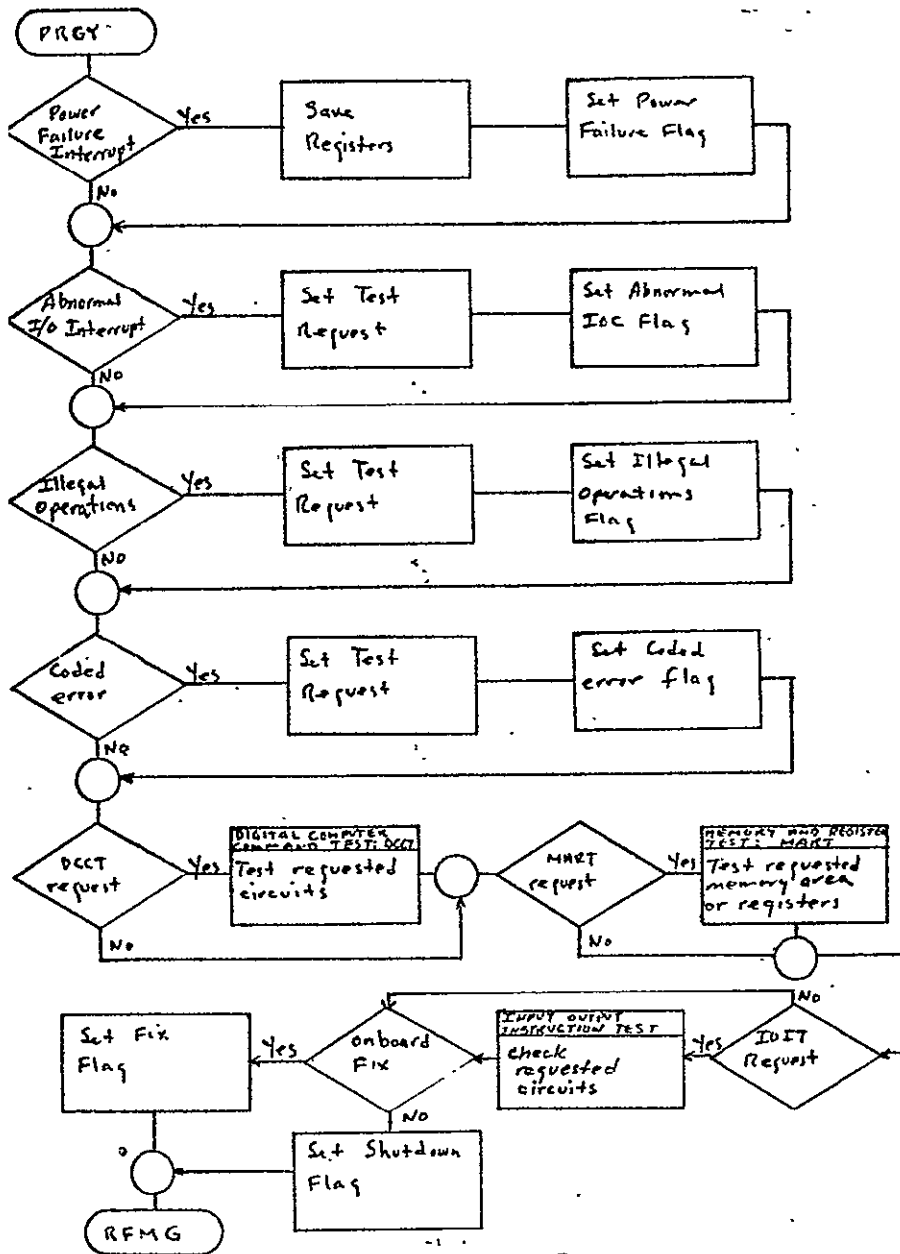 PRGY
Power
Failure
Interrupt
Yes
Save
Registers
Set Power
Failure Flag
No
Abnormal
I/O Interrupt
Yes
Set Test
Request
Set Abnormal
IOC Flag
No
Illegal
Operations
Yes
Set Test
Request
Set Illegal
Operations
Flag
No
Coded
error
Yes
Set Test
Request
Set Coded
error flag
No
DCCT
request
Yes
DIGITAL COMPUTER
COMMAND TEST: DCCT
Test requested
circuits
No
MART
request
Yes
MEMORY AND REGISTER
TEST: MART
Test requested
memory area
or registers
No
IOIT
Request
No
Yes
INPUT OUTPUT
INSTRUCTION TEST
check
requested
circuits
onboard
Fix
Yes
Set Fix
Flag
No
Set Shutdown
Flag
RFMG